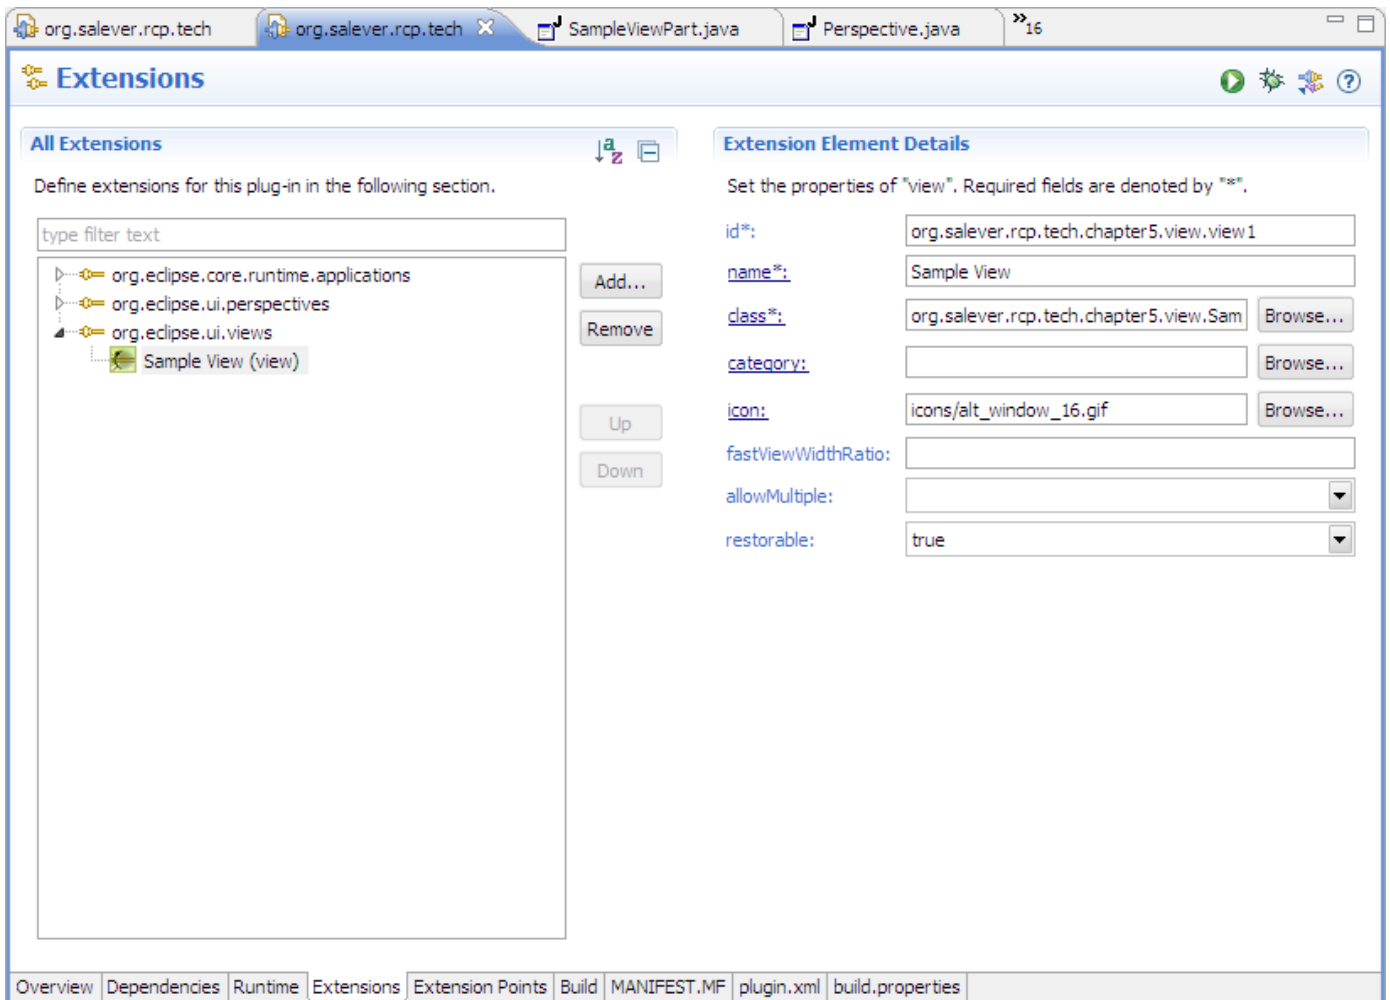 org.salever.rcp.tech org.salever.rcp.tech SampleViewPart.java Perspective.java »16
Extensions
All Extensions
Define extensions for this plug-in in the following section.
type filter text
org.eclipse.core.runtime.applications
org.eclipse.ui.perspectives
org.eclipse.ui.views
Sample View (view)
Add...
Remove
Up
Down
Extension Element Details
Set the properties of "view". Required fields are denoted by "*".
id*: org.salever.rcp.tech.chapter5.view.view1
name*: Sample View
class*: org.salever.rcp.tech.chapter5.view.Sam Browse...
category: Browse...
icon: icons/alt_window_16.gif Browse...
fastViewWidthRatio:
allowMultiple:
restorable: true
Overview Dependencies Runtime Extensions Extension Points Build MANIFEST.MF plugin.xml build.properties